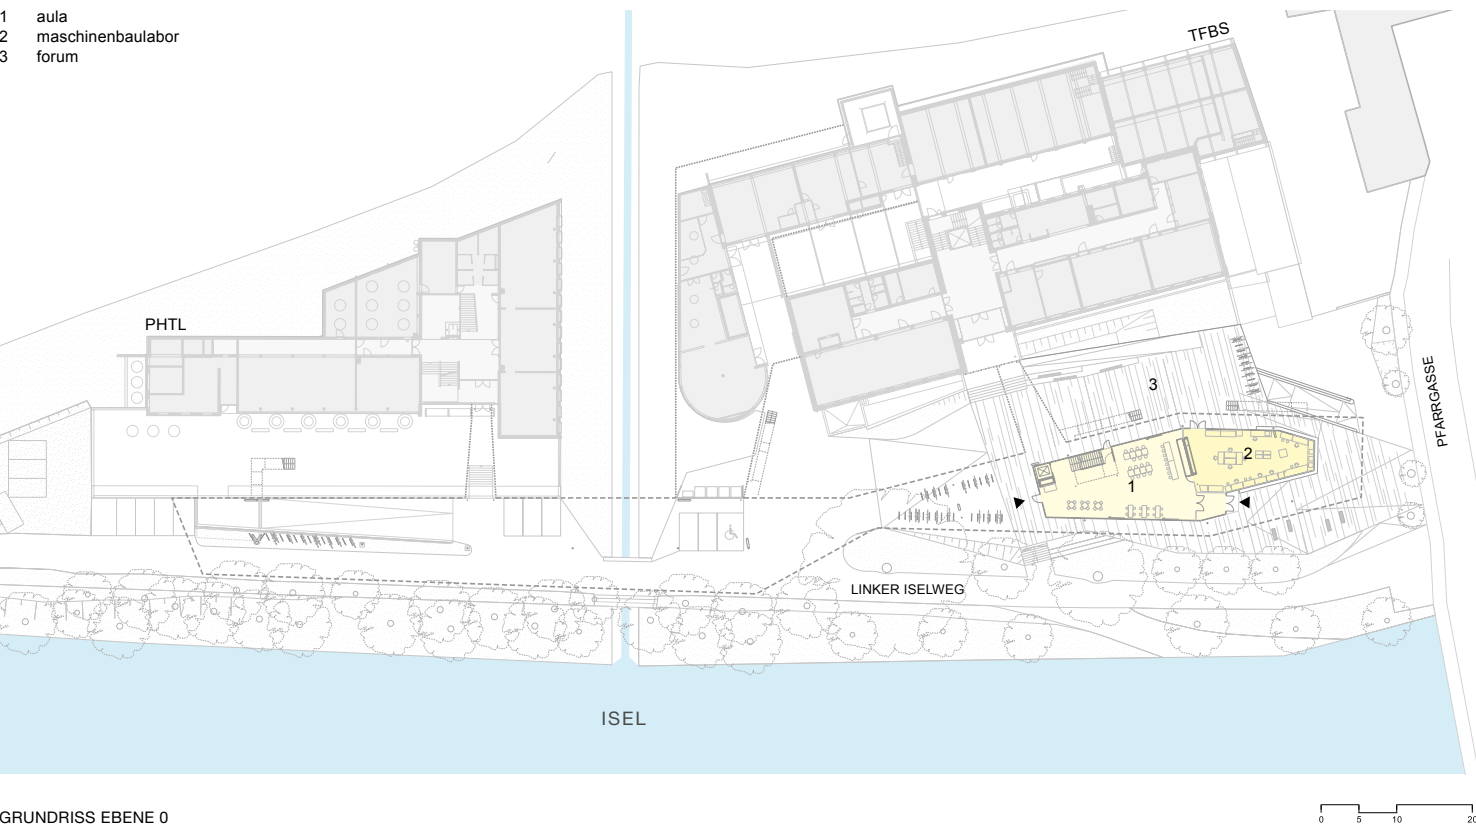 1 aula
2 maschinenbaulabor
3 forum
TFBS
PHTL
3
PFARRGASSE
2
1
LINKER ISELWEG
ISEL
GRUNDRISS EBENE 0
0 5 10 20